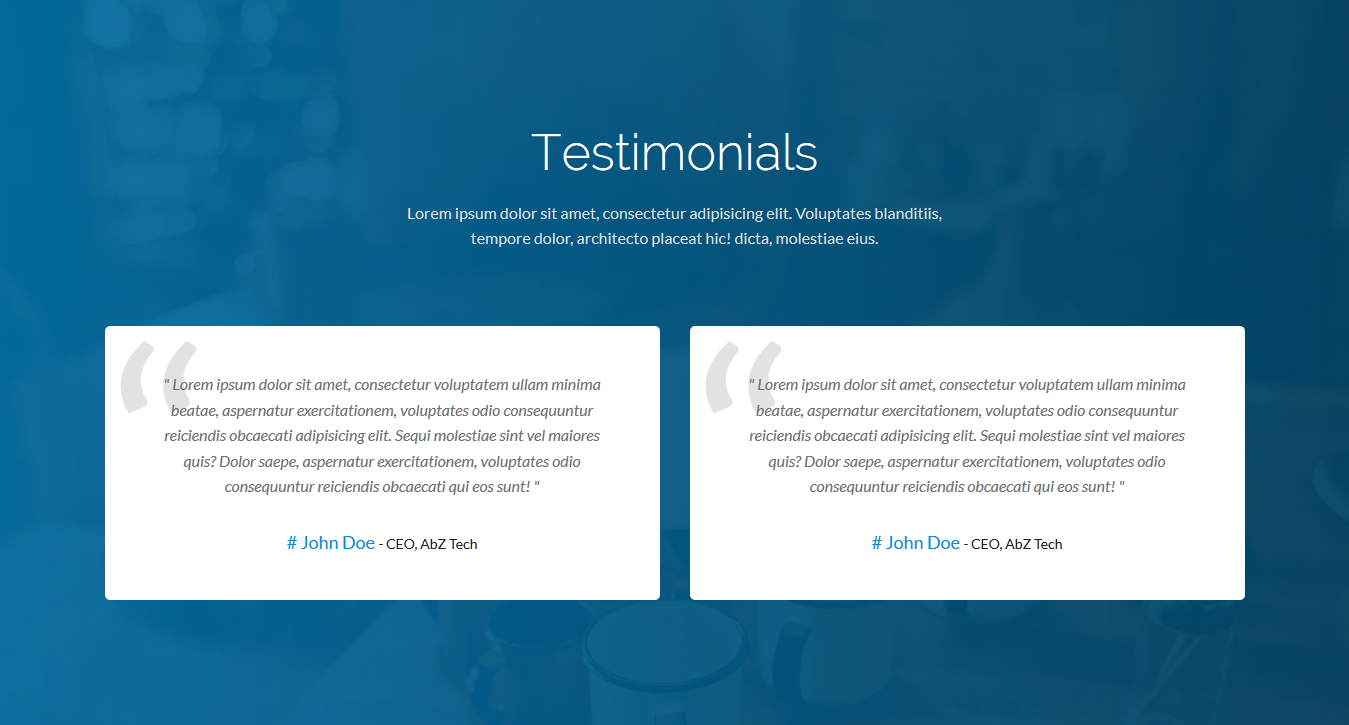 Testimonials
Lorem ipsum dolor sit amet, consectetur adipisicing elit. Voluptates blanditiis,
tempore dolor, architecto placeat hic! dicta, molestiae eius.
" Lorem ipsum dolor sit amet, consectetur voluptatem ullam minima
beatae, aspernatur exercitationem, voluptates odio consequuntur
reiciendis obcaecati adipisicing elit. Sequi molestiae sint vel maiores
quis? Dolor saepe, aspernatur exercitationem, voluptates odio
consequuntur reiciendis obcaecati qui eos sunt! "
# John Doe - CEO, AbZ Tech
" Lorem ipsum dolor sit amet, consectetur voluptatem ullam minima
beatae, aspernatur exercitationem, voluptates odio consequuntur
reiciendis obcaecati adipisicing elit. Sequi molestiae sint vel maiores
quis? Dolor saepe, aspernatur exercitationem, voluptates odio
consequuntur reiciendis obcaecati qui eos sunt! "
# John Doe - CEO, AbZ Tech